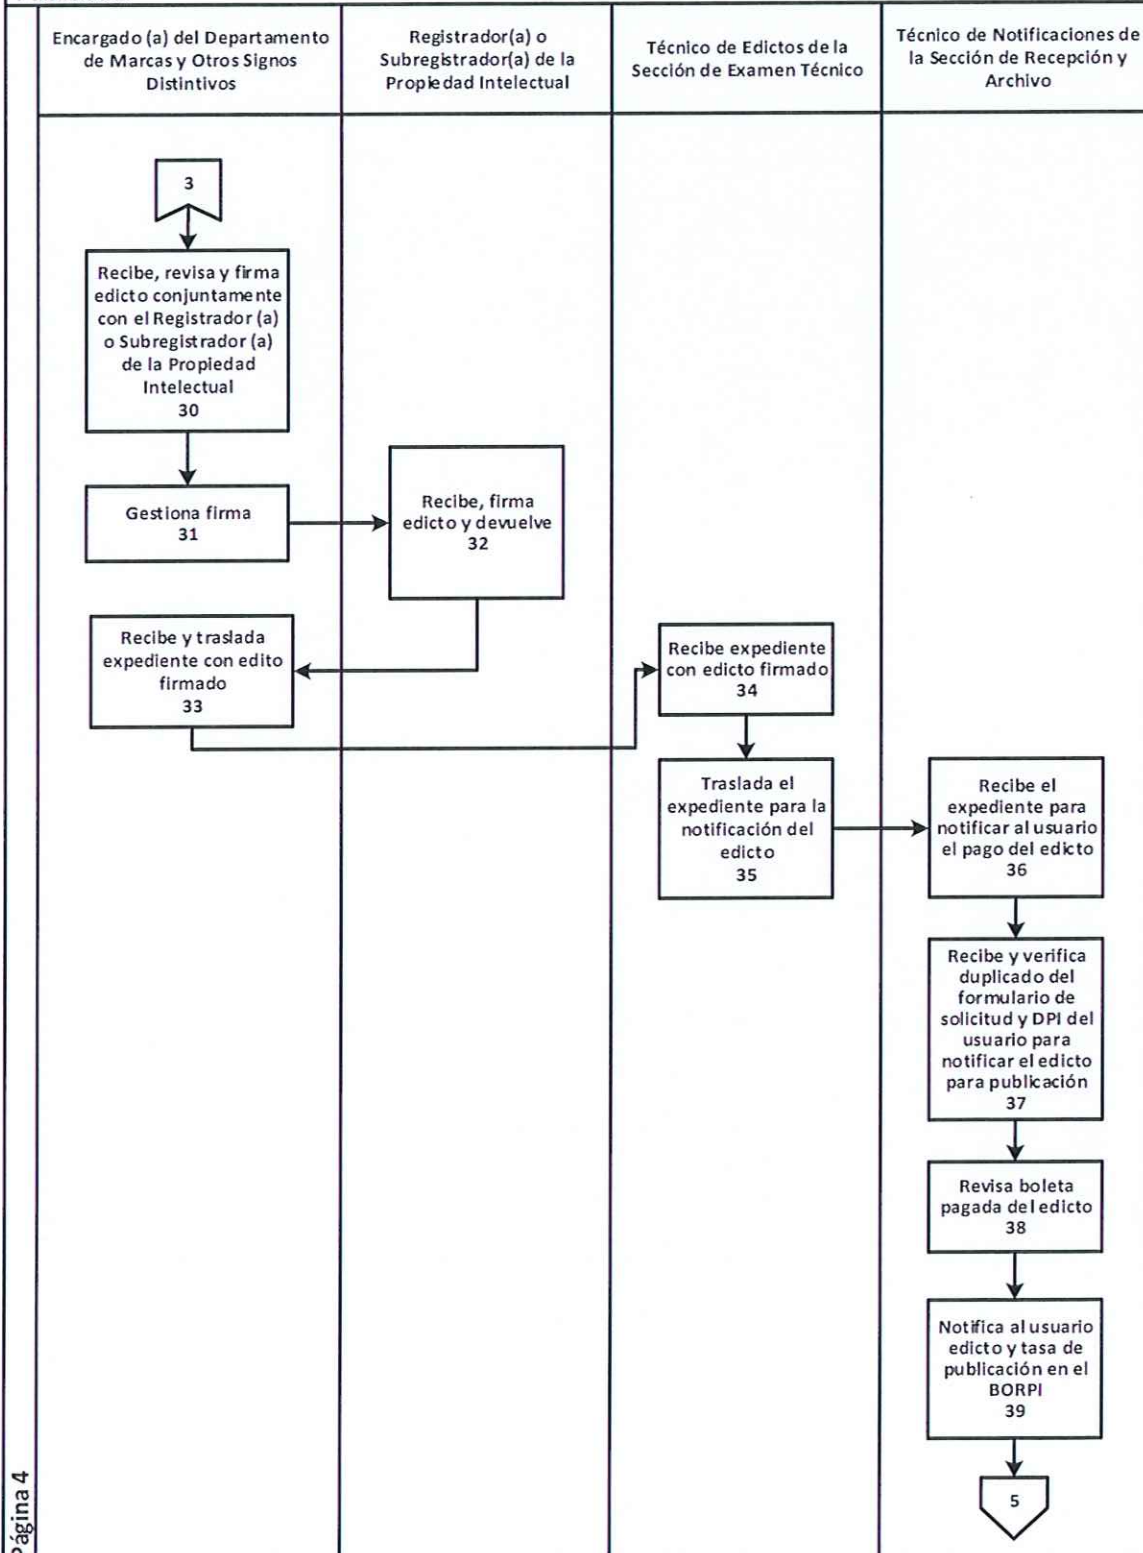 Encargado (a) del Departamento
de Marcas y Otros Signos
Distintivos
Registrador(a) o
Subregistrador(a) de la
Propiedad Intelectual
Técnico de Edictos de la
Sección de Examen Técnico
Técnico de Notificaciones de
la Sección de Recepción y
Archivo
3
Recibe, revisa y firma
edicto conjuntamente
con el Registrador (a)
o Subregistrador (a)
de la Propiedad
Intelectual
30
Gestiona firma
31
Recibe, firma
edicto y devuelve
32
Recibe y traslada
expediente con edito
firmado
33
Recibe expediente
con edicto firmado
34
Traslada el
expediente para la
notificación del
edicto
35
Recibe el
expediente para
notificar al usuario
el pago del edicto
36
Recibe y verifica
duplicado del
formulario de
solicitud y DPI del
usuario para
notificar el edicto
para publicación
37
Revisa boleta
pagada del edicto
38
Notifica al usuario
edicto y tasa de
publicación en el
BORPI
39
5
Página 4